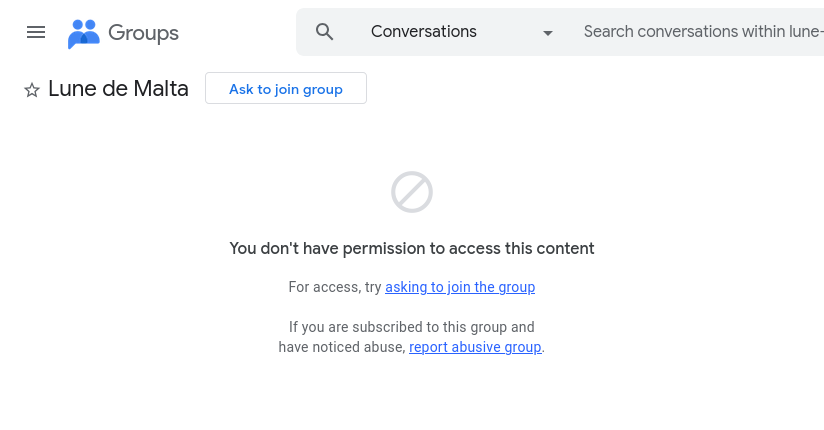 Groups
Conversations
Search conversations within lune-
Lune de Malta
Ask to join group
You don't have permission to access this content
For access, try asking to join the group
If you are subscribed to this group and
have noticed abuse, report abusive group.